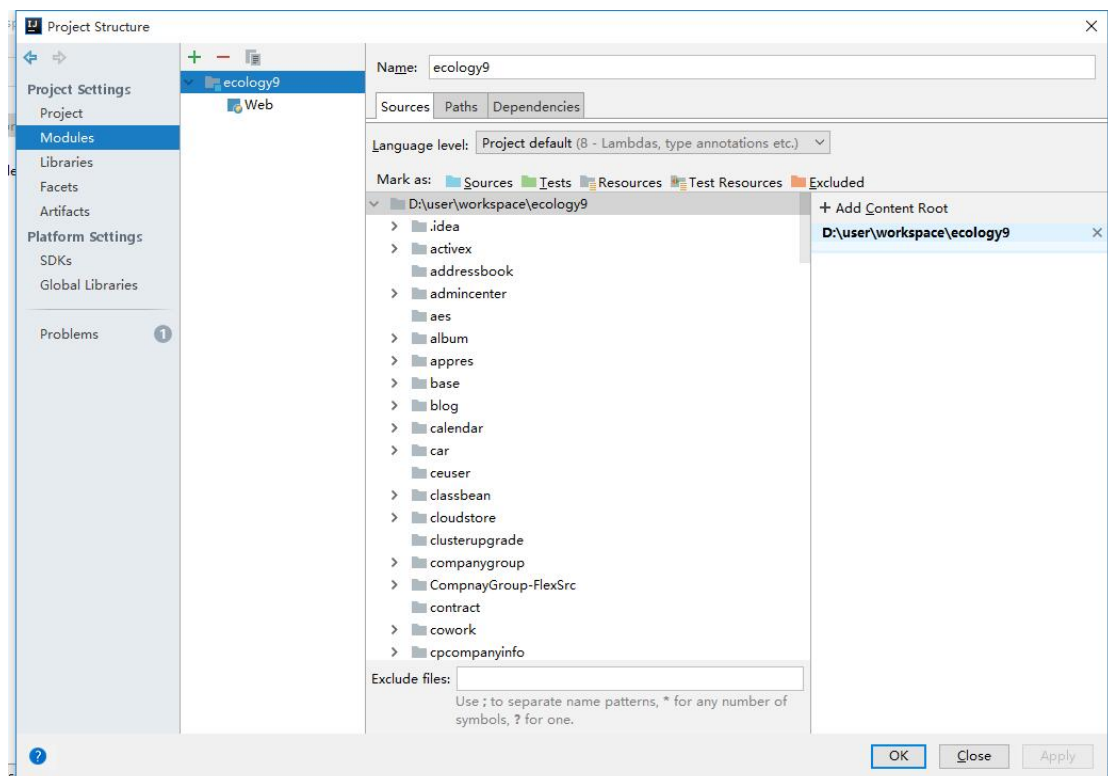 Project Structure
Project Settings
Project
Modules
Libraries
Facets
Artifacts
Platform Settings
SDKs
Global Libraries
Problems 1
ecology9
Web
Name: ecology9
Sources Paths Dependencies
Language level: Project default (8 - Lambdas, type annotations etc.)
Mark as: Sources Tests Resources Test Resources Excluded
D:\user\workspace\ecology9
.idea
activex
addressbook
admincenter
aes
album
appres
base
blog
calendar
car
ceuser
classbean
cloudstore
clusterupgrade
companygroup
CompnayGroup-FlexSrc
contract
cowork
cpcompanyinfo
+ Add Content Root
D:\user\workspace\ecology9
Exclude files:
Use ; to separate name patterns, * for any number of
symbols, ? for one.
?
OK Close Apply